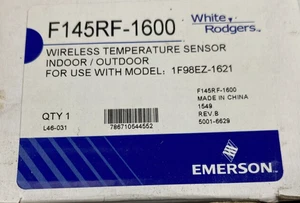 F145RF-1600
White Rodgers
WIRELESS TEMPERATURE SENSOR
INDOOR / OUTDOOR
FOR USE WITH MODEL: 1F98EZ-1621
F145RF-1600
MADE IN CHINA
1549
REV.B
5001-6629
QTY 1
L46-031
786710544552
EMERSON